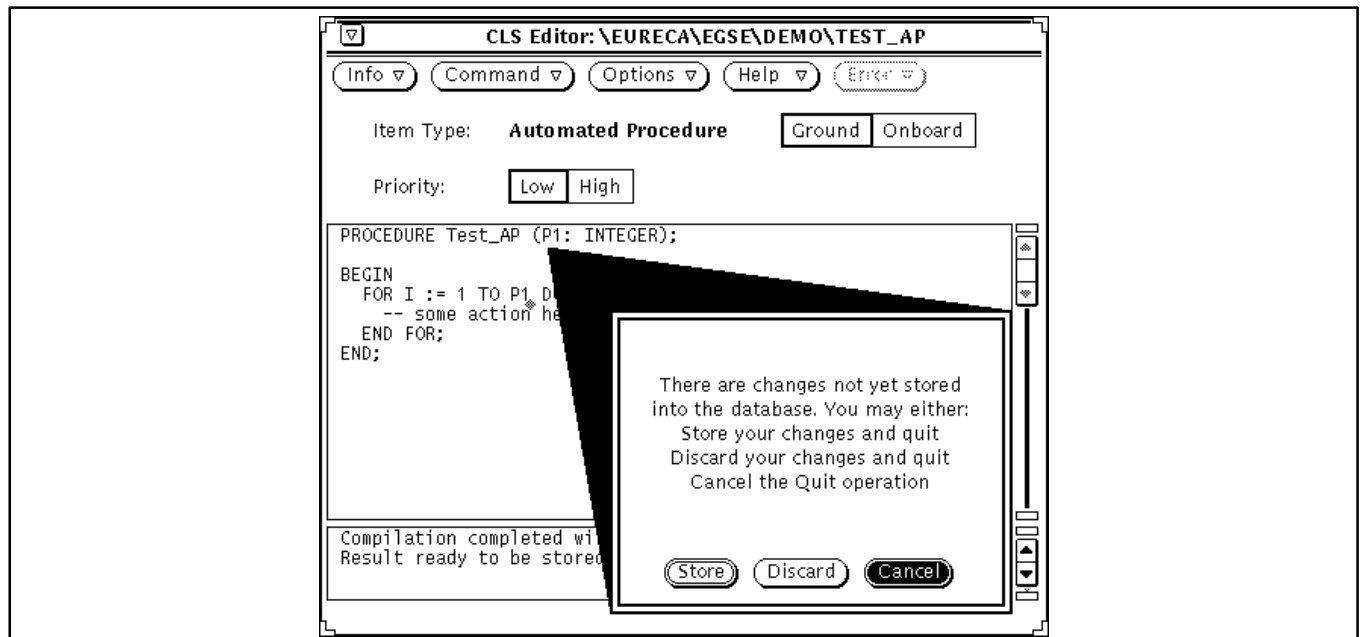 CLS Editor: \EURECA\EGSE\DEMO\TEST_AP
Info Command Options Help Error
Item Type: Automated Procedure Ground Onboard
Priority: Low High
PROCEDURE Test_AP (P1: INTEGER);
BEGIN
FOR I := 1 TO P1 D
-- some action he
END FOR;
END;
There are changes not yet stored
into the database. You may either:
Store your changes and quit
Discard your changes and quit
Cancel the Quit operation
Store Discard Cancel
Compilation completed wi
Result ready to be stored